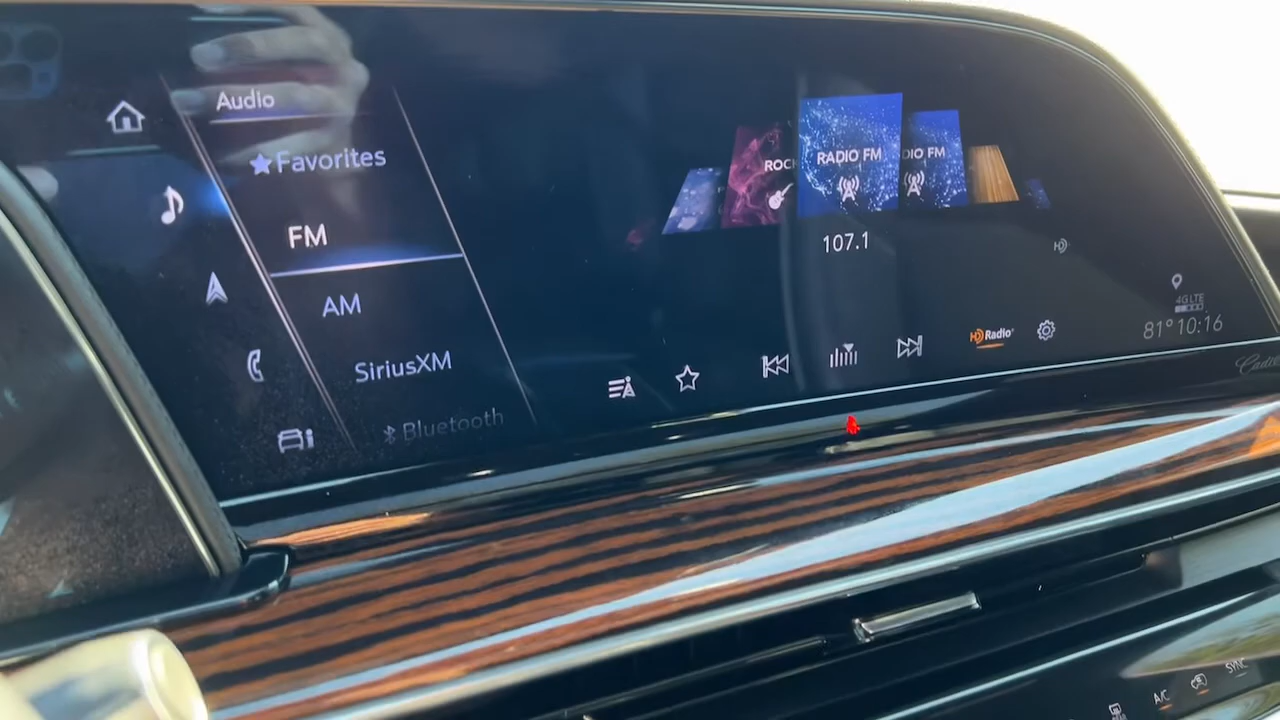 Audio
Favorites
FM
AM
SiriusXM
Bluetooth
ROCK
RADIO FM
DIO FM
107.1
HD Radio
4G LTE
81° 10:16
A/C
SYNC